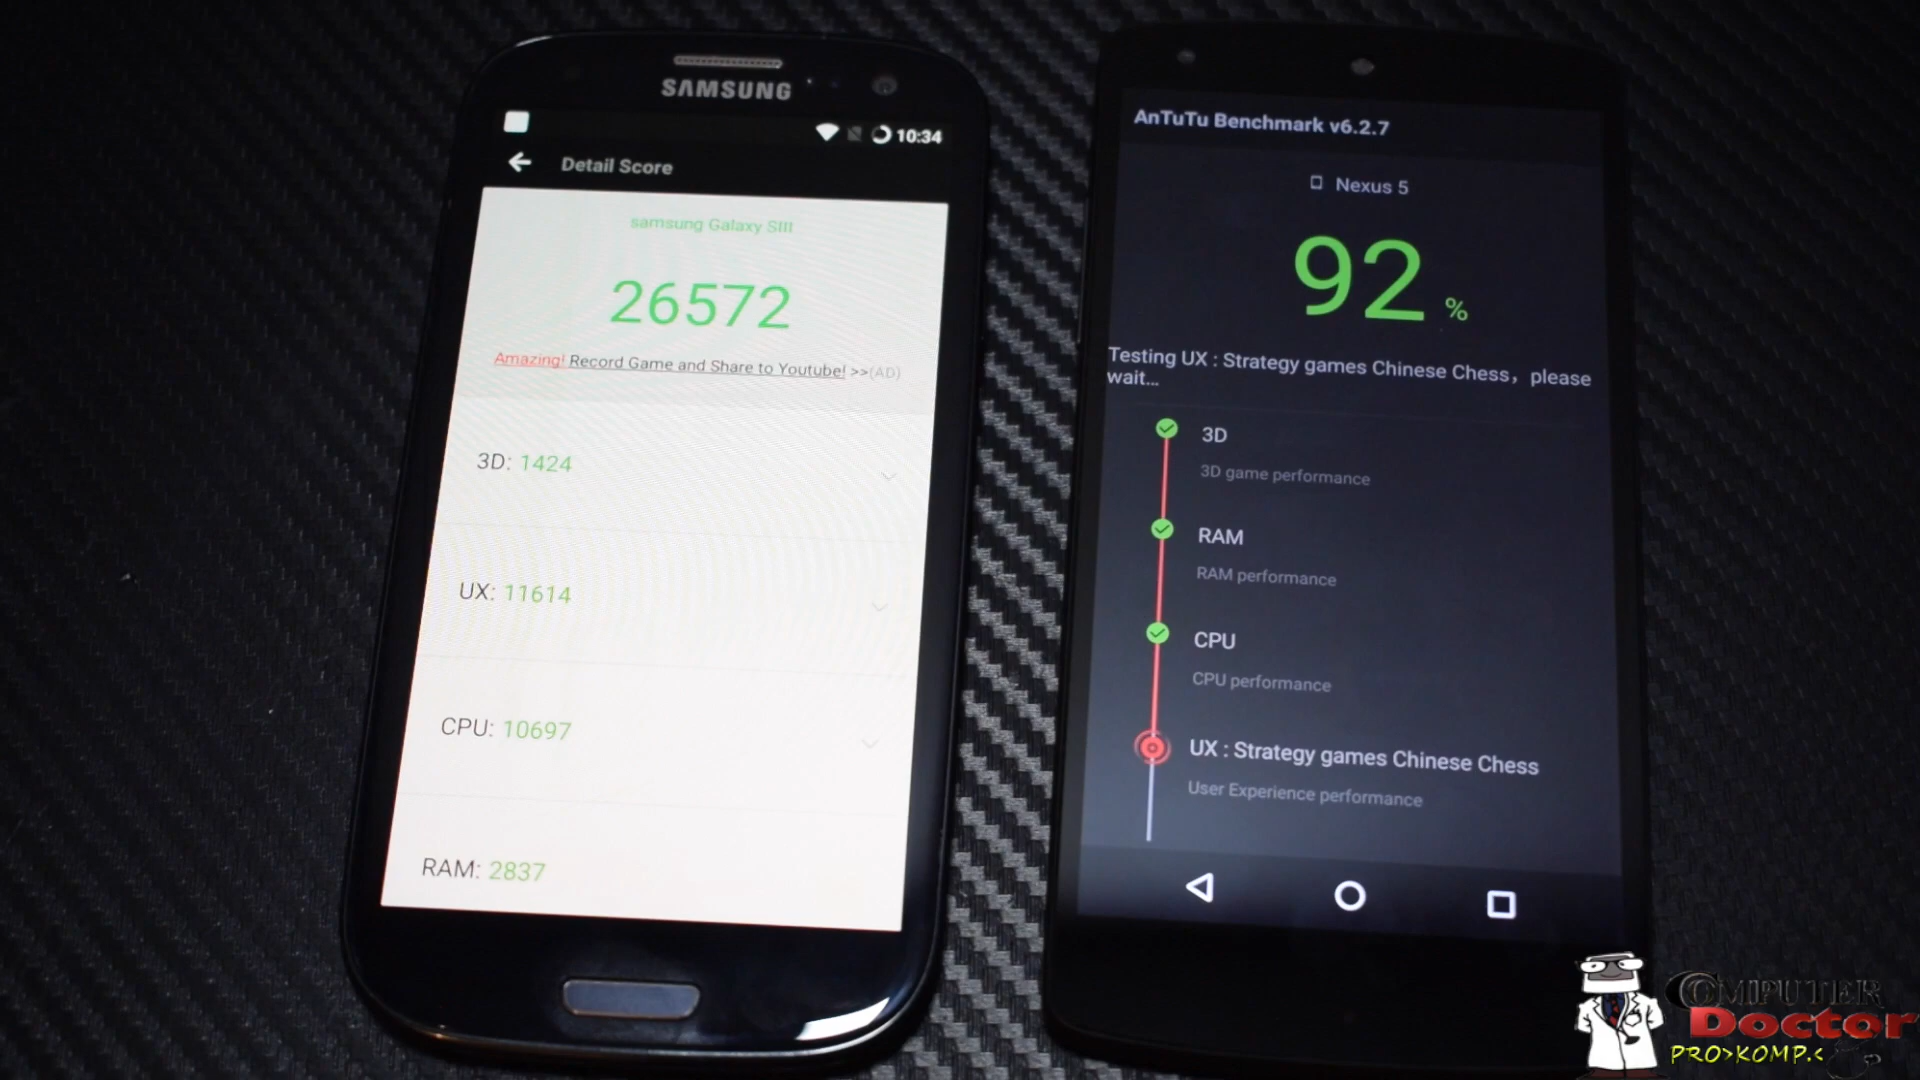 SAMSUNG
10:34
Detail Score
samsung Galaxy SIII
26572
Amazing! Record Game and Share to Youtube! >>(AD)
3D: 1424
UX: 11614
CPU: 10697
RAM: 2837
AnTuTu Benchmark v6.2.7
Nexus 5
92 %
Testing UX : Strategy games Chinese Chess，please
wait...
3D
3D game performance
RAM
RAM performance
CPU
CPU performance
UX : Strategy games Chinese Chess
User Experience performance
COMPUTER
Doctor
PRO>KOMP.<